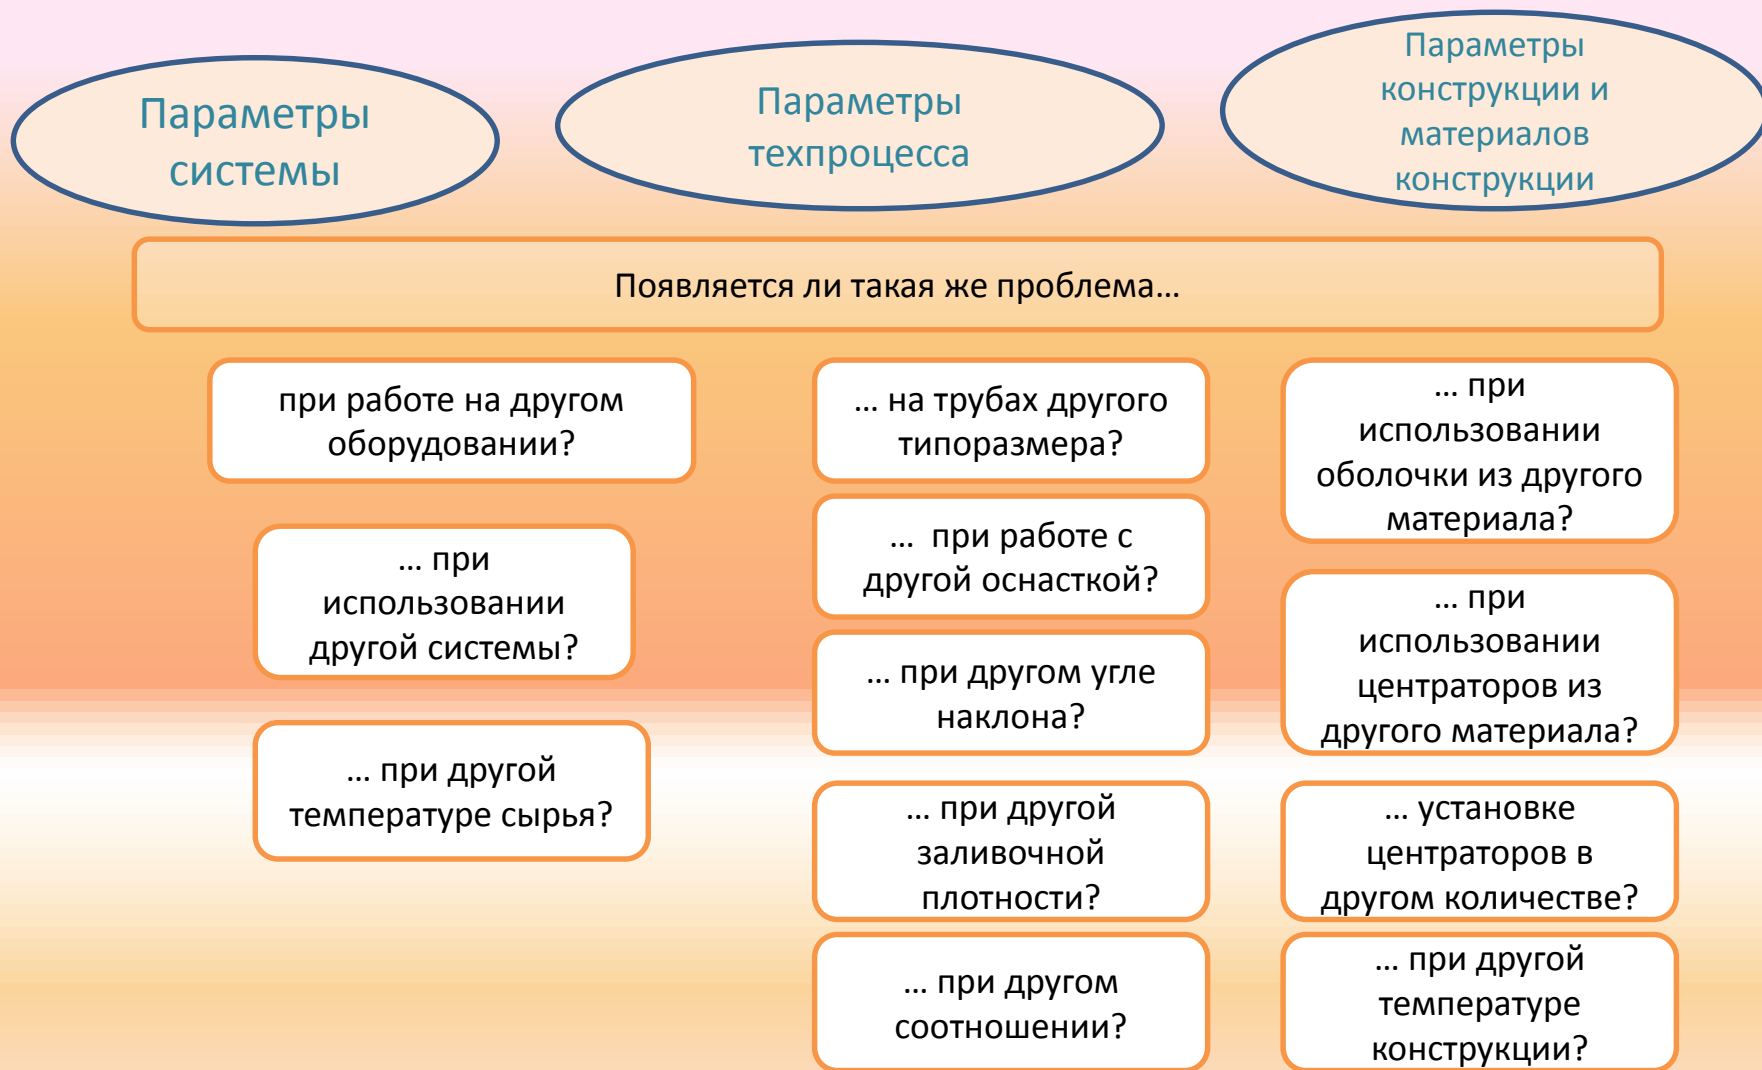 Параметры
системы
Параметры
техпроцесса
Параметры
конструкции и
материалов
конструкции
Появляется ли такая же проблема…
при работе на другом
оборудовании?
… при
использовании
другой системы?
… при другой
температуре сырья?
… на трубах другого
типоразмера?
… при работе с
другой оснасткой?
… при другом угле
наклона?
… при другой
заливочной
плотности?
… при другом
соотношении?
… при
использовании
оболочки из другого
материала?
… при
использовании
центраторов из
другого материала?
… установке
центраторов в
другом количестве?
… при другой
температуре
конструкции?